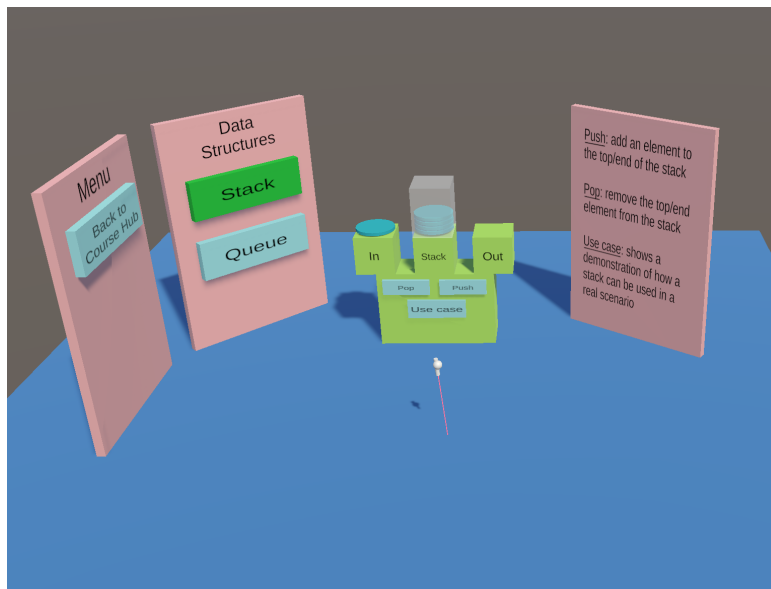 Menu
Back to
Course Hub
Data
Structures
Stack
Queue
In
Stack
Out
Pop
Push
Use case
Push: add an element to
the top/end of the stack
Pop: remove the top/end
element from the stack
Use case: shows a
demonstration of how a
stack can be used in a
real scenario